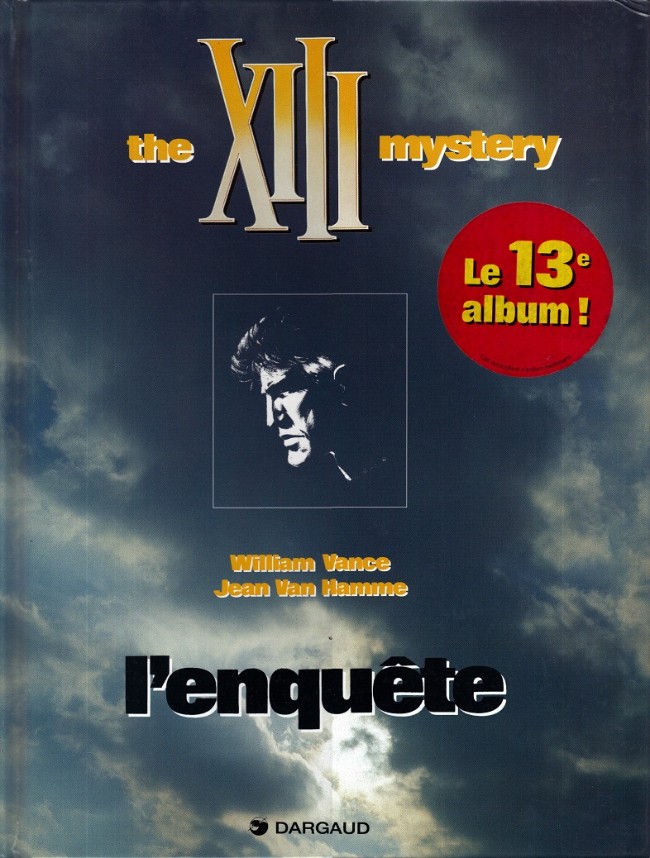 the XIII mystery
Le 13e
album !
William Vance
Jean Van Hamme
l'enquête
DARGAUD